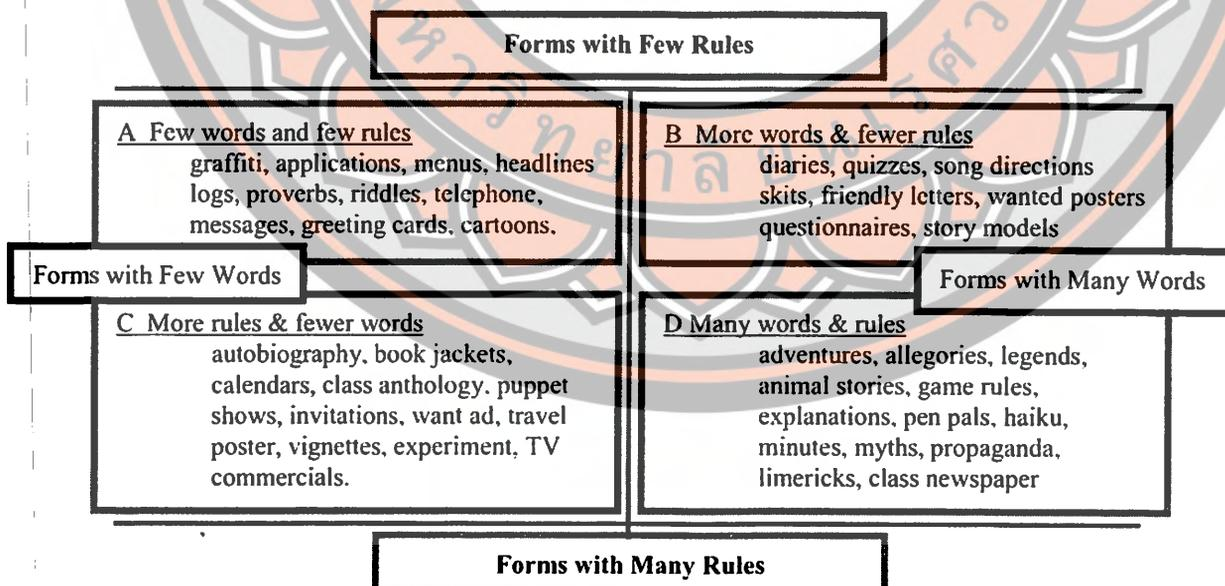 Forms with Few Rules
A Few words and few rules
graffiti, applications, menus, headlines
logs, proverbs, riddles, telephone,
messages, greeting cards, cartoons.
B More words & fewer rules
diaries, quizzes, song directions
skits, friendly letters, wanted posters
questionnaires, story models
Forms with Few Words
Forms with Many Words
C More rules & fewer words
autobiography, book jackets,
calendars, class anthology. puppet
shows, invitations, want ad, travel
poster, vignettes, experiment, TV
commercials.
D Many words & rules
adventures, allegories, legends,
animal stories, game rules,
explanations, pen pals, haiku,
minutes, myths, propaganda,
limericks, class newspaper
Forms with Many Rules